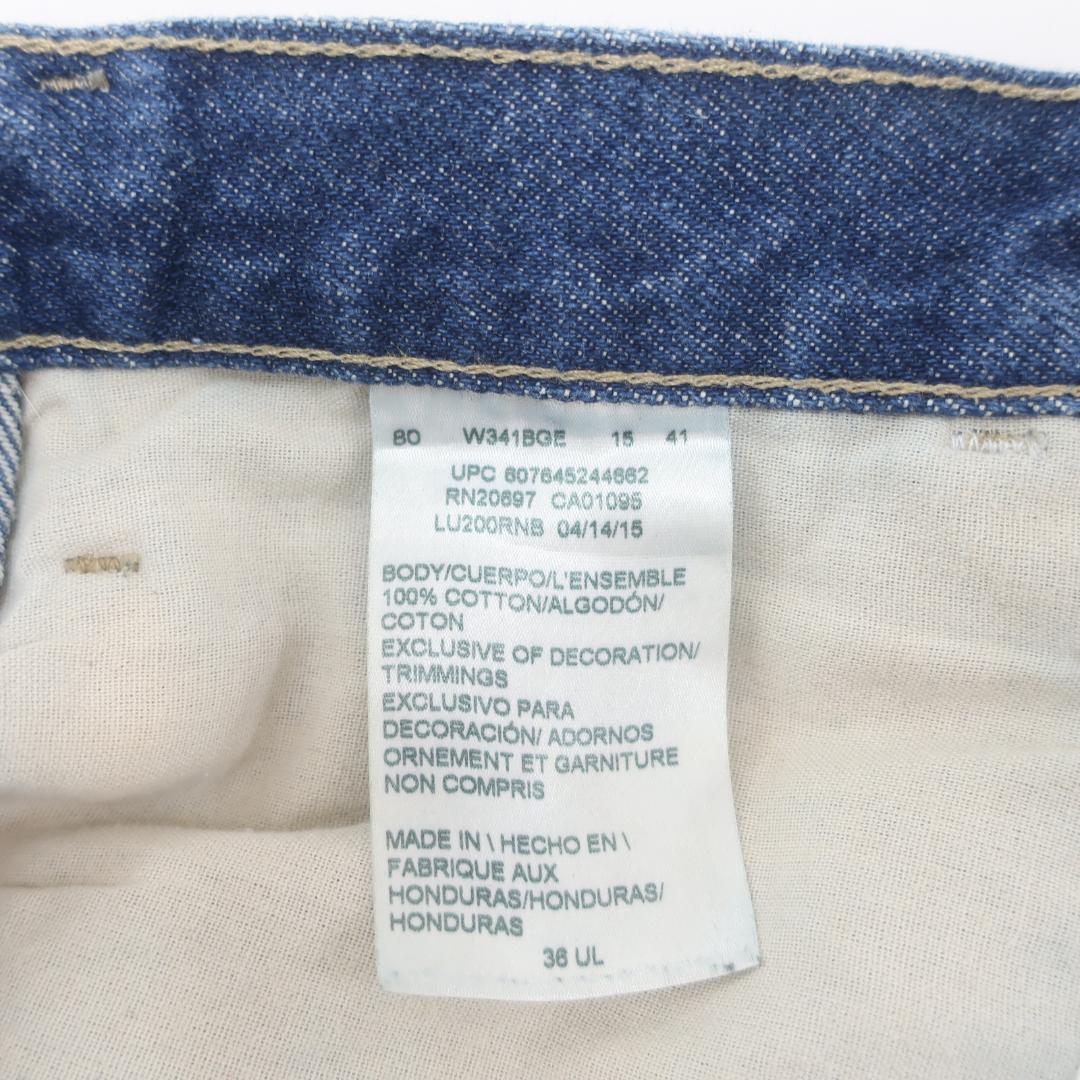 80 W341BGE 15 41
UPC 607645244662
RN20697 CA01095
LU200RNB 04/14/15
BODY/CUERPO/L'ENSEMBLE
100% COTTON/ALGODÓN/
COTON
EXCLUSIVE OF DECORATION/
TRIMMINGS
EXCLUSIVO PARA
DECORACIÓN/ ADORNOS
ORNEMENT ET GARNITURE
NON COMPRIS
MADE IN \ HECHO EN \
FABRIQUE AUX
HONDURAS/HONDURAS/
HONDURAS
36 UL